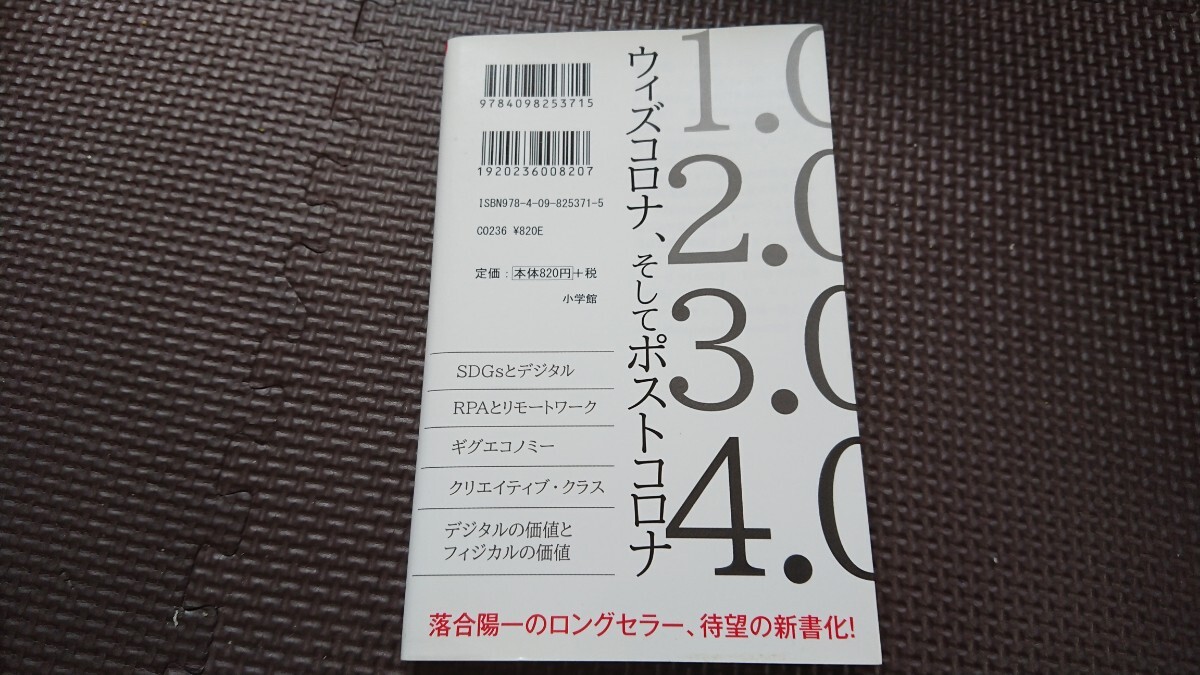 9784098253715
1920236008207
ISBN978-4-09-825371-5
C0236 ¥820E
定価:本体820円+税
小学館
ウィズコロナ、そしてポストコロナ
1.0
2.0
3.0
4.0
SDGsとデジタル
RPAとリモートワーク
ギグエコノミー
クリエイティブ・クラス
デジタルの価値と
フィジカルの価値
落合陽一のロングセラー、待望の新書化!